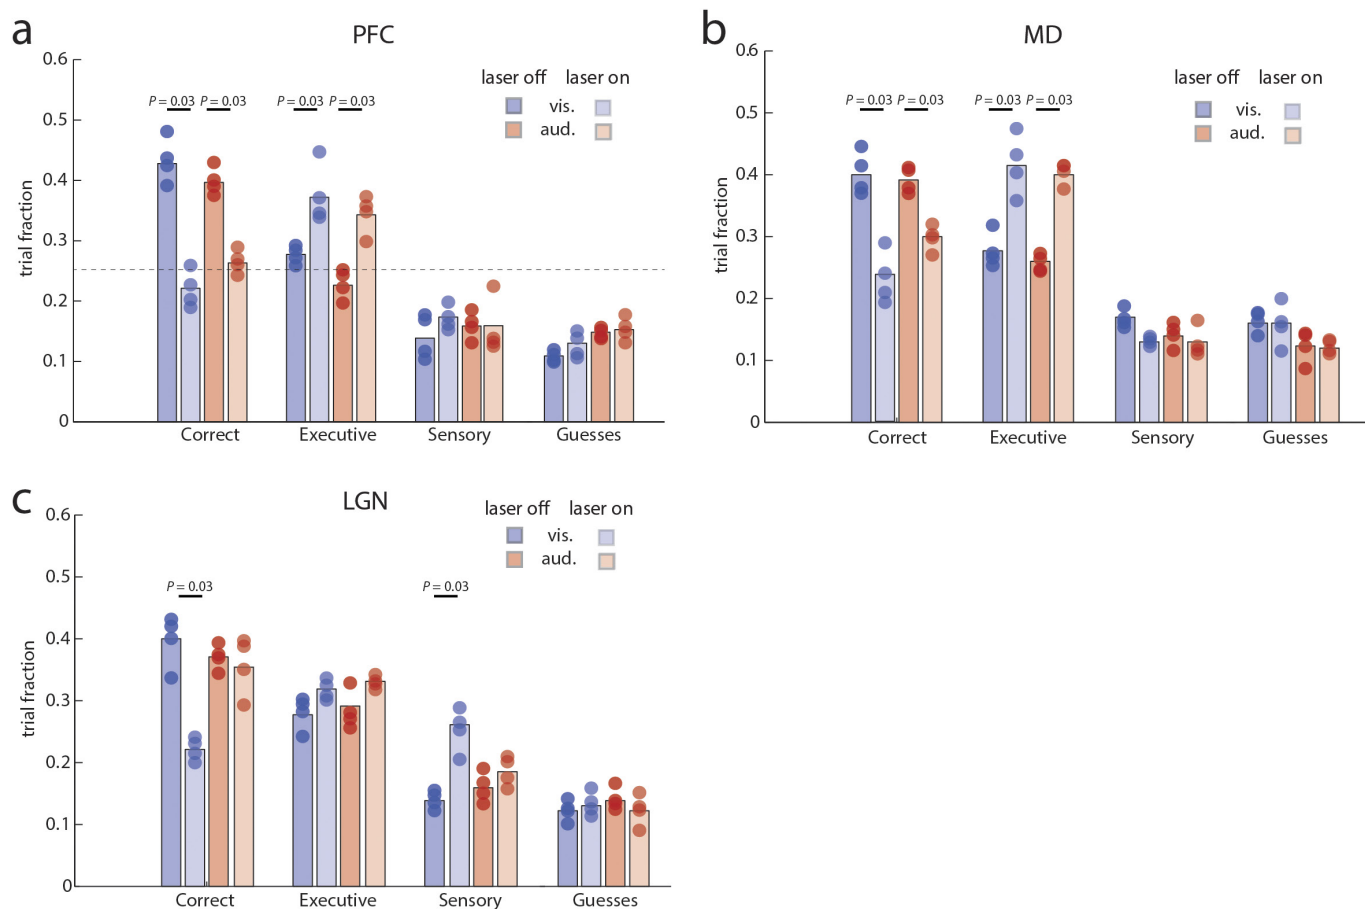 a
PFC
0.6
0.5
0.4
0.3
0.2
0.1
0
trial fraction
P = 0.03 P = 0.03 P = 0.03 P = 0.03
laser off laser on
vis.
aud.
Correct Executive Sensory Guesses
b
MD
0.6
0.5
0.4
0.3
0.2
0.1
0
trial fraction
P = 0.03 P = 0.03 P = 0.03 P = 0.03
laser off laser on
vis.
aud.
Correct Executive Sensory Guesses
c
LGN
0.6
0.5
0.4
0.3
0.2
0.1
0
trial fraction
P = 0.03 P = 0.03
laser off laser on
vis.
aud.
Correct Executive Sensory Guesses